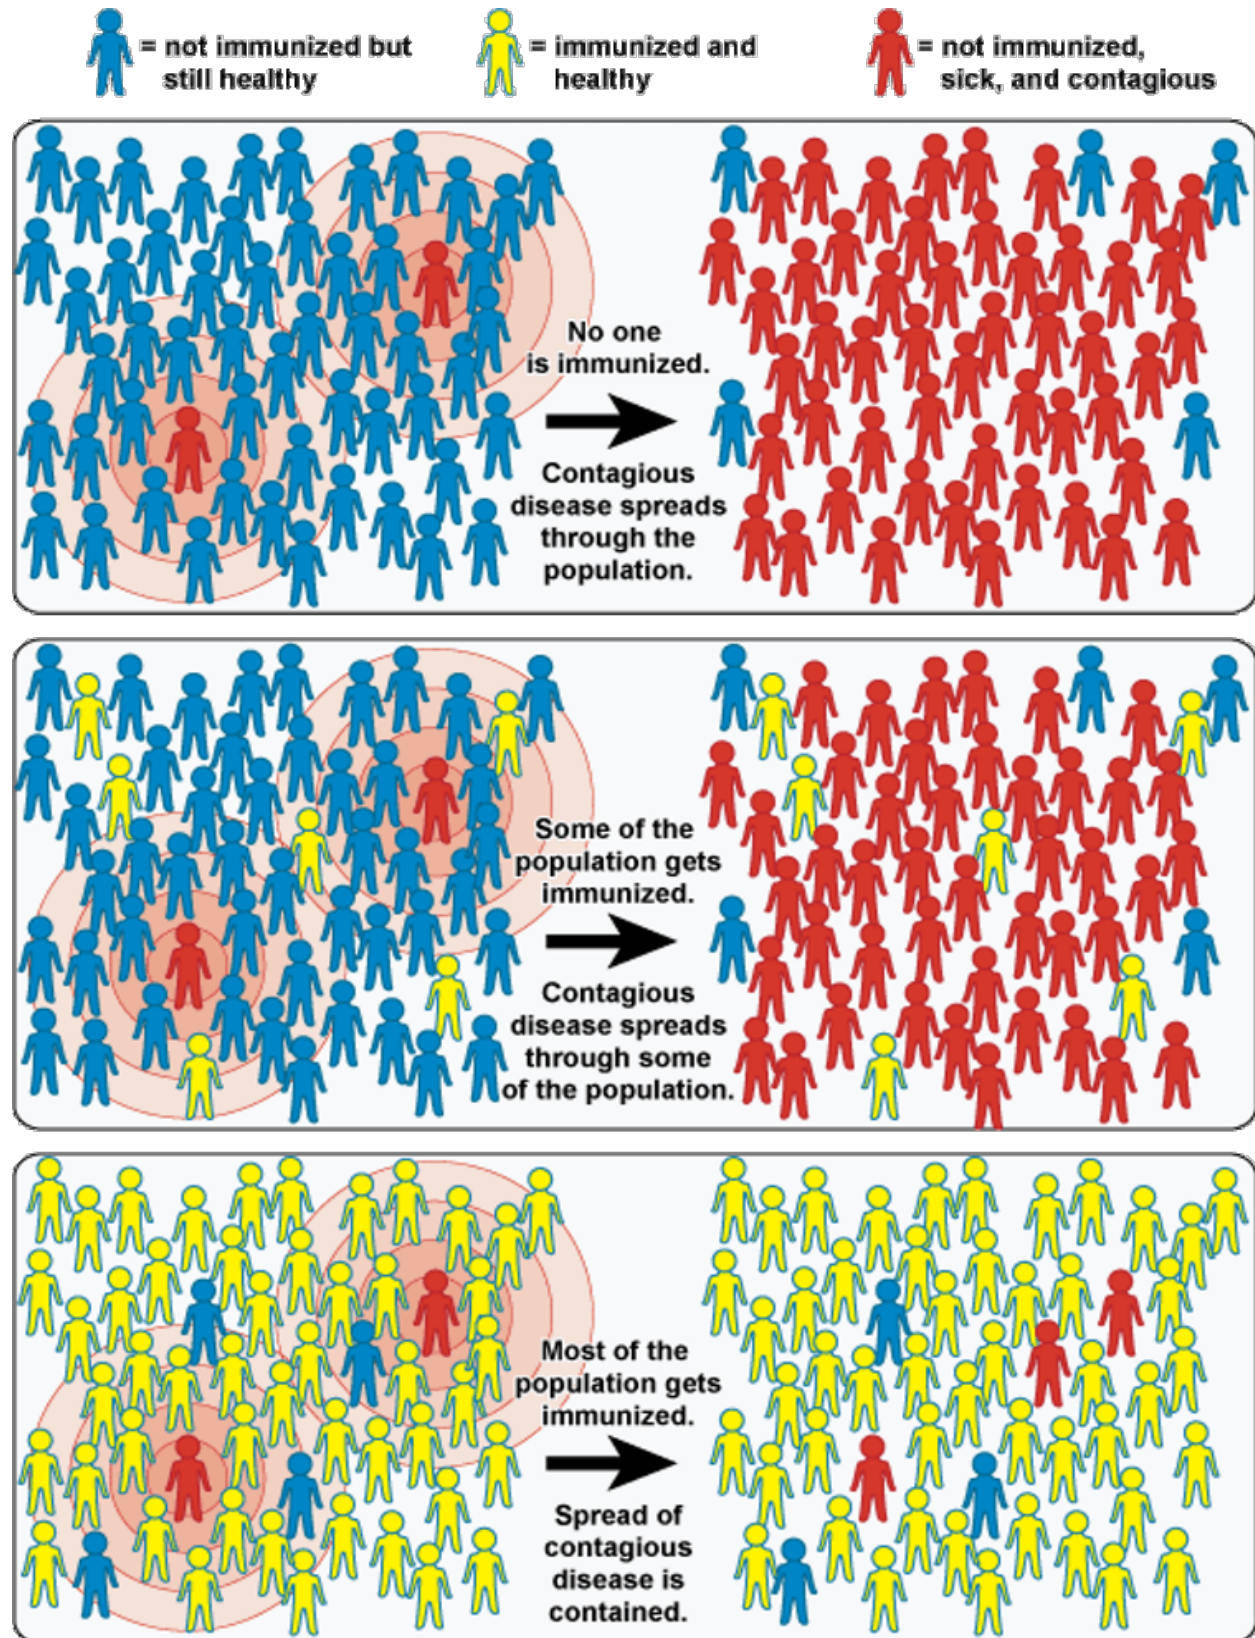 = not immunized but
still healthy
= immunized and
healthy
= not immunized,
sick, and contagious
No one
is immunized.
Contagious
disease spreads
through the
population.
Some of the
population gets
immunized.
Contagious
disease spreads
through some
of the population.
Most of the
population gets
immunized.
Spread of
contagious
disease is
contained.